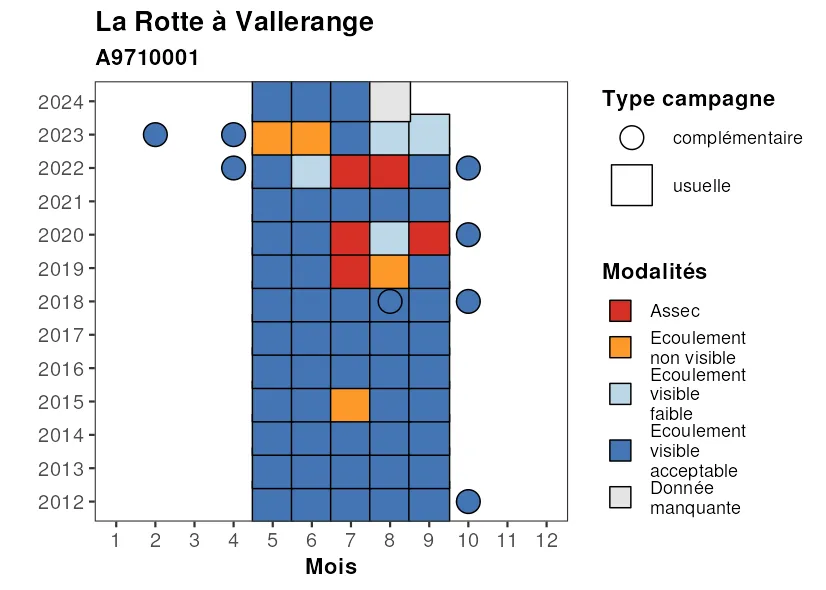 La Rotte à Vallerange
A9710001
2024
2023
2022
2021
2020
2019
2018
2017
2016
2015
2014
2013
2012
1 2 3 4 5 6 7 8 9 10 11 12
Mois
Type campagne
complémentaire
usuelle
Modalités
Assec
Ecoulement
non visible
Ecoulement
visible
faible
Ecoulement
visible
acceptable
Donnée
manquante